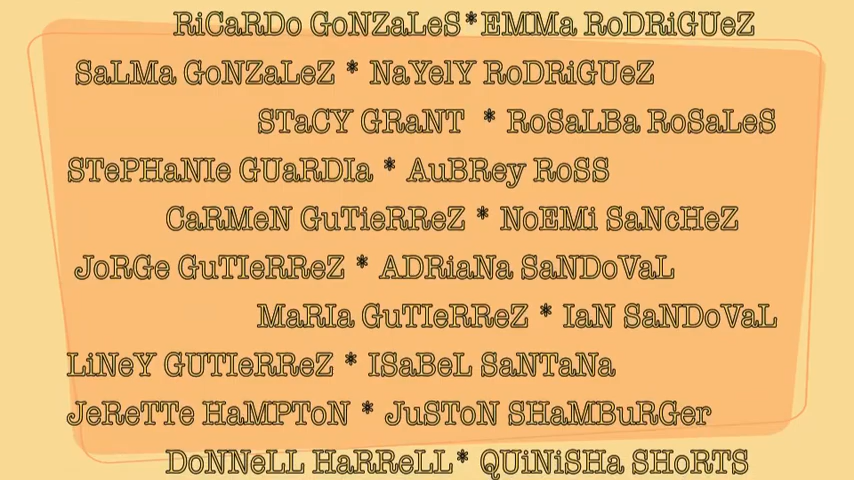 RiCaRDo GoNZaLeS * EMMa RoDRiGUeZ
SaLMa GoNZaLeZ * NaYelY RoDRiGUeZ
STaCY GRaNT * RoSaLBa RoSaLeS
STePHaNIe GUaRDIa * AuBRey RoSS
CaRMeN GuTieRReZ * NoEMi SaNcHeZ
JoRGe GuTIeRReZ * ADRiaNa SaNDoVaL
MaRIa GuTIeRReZ * IaN SaNDoVaL
LiNeY GUTIeRReZ * ISaBeL SaNTaNa
JeReTTe HaMPToN * JuSToN SHaMBuRGer
DoNNeLL HaRReLL * QUiNiSHa SHoRTS